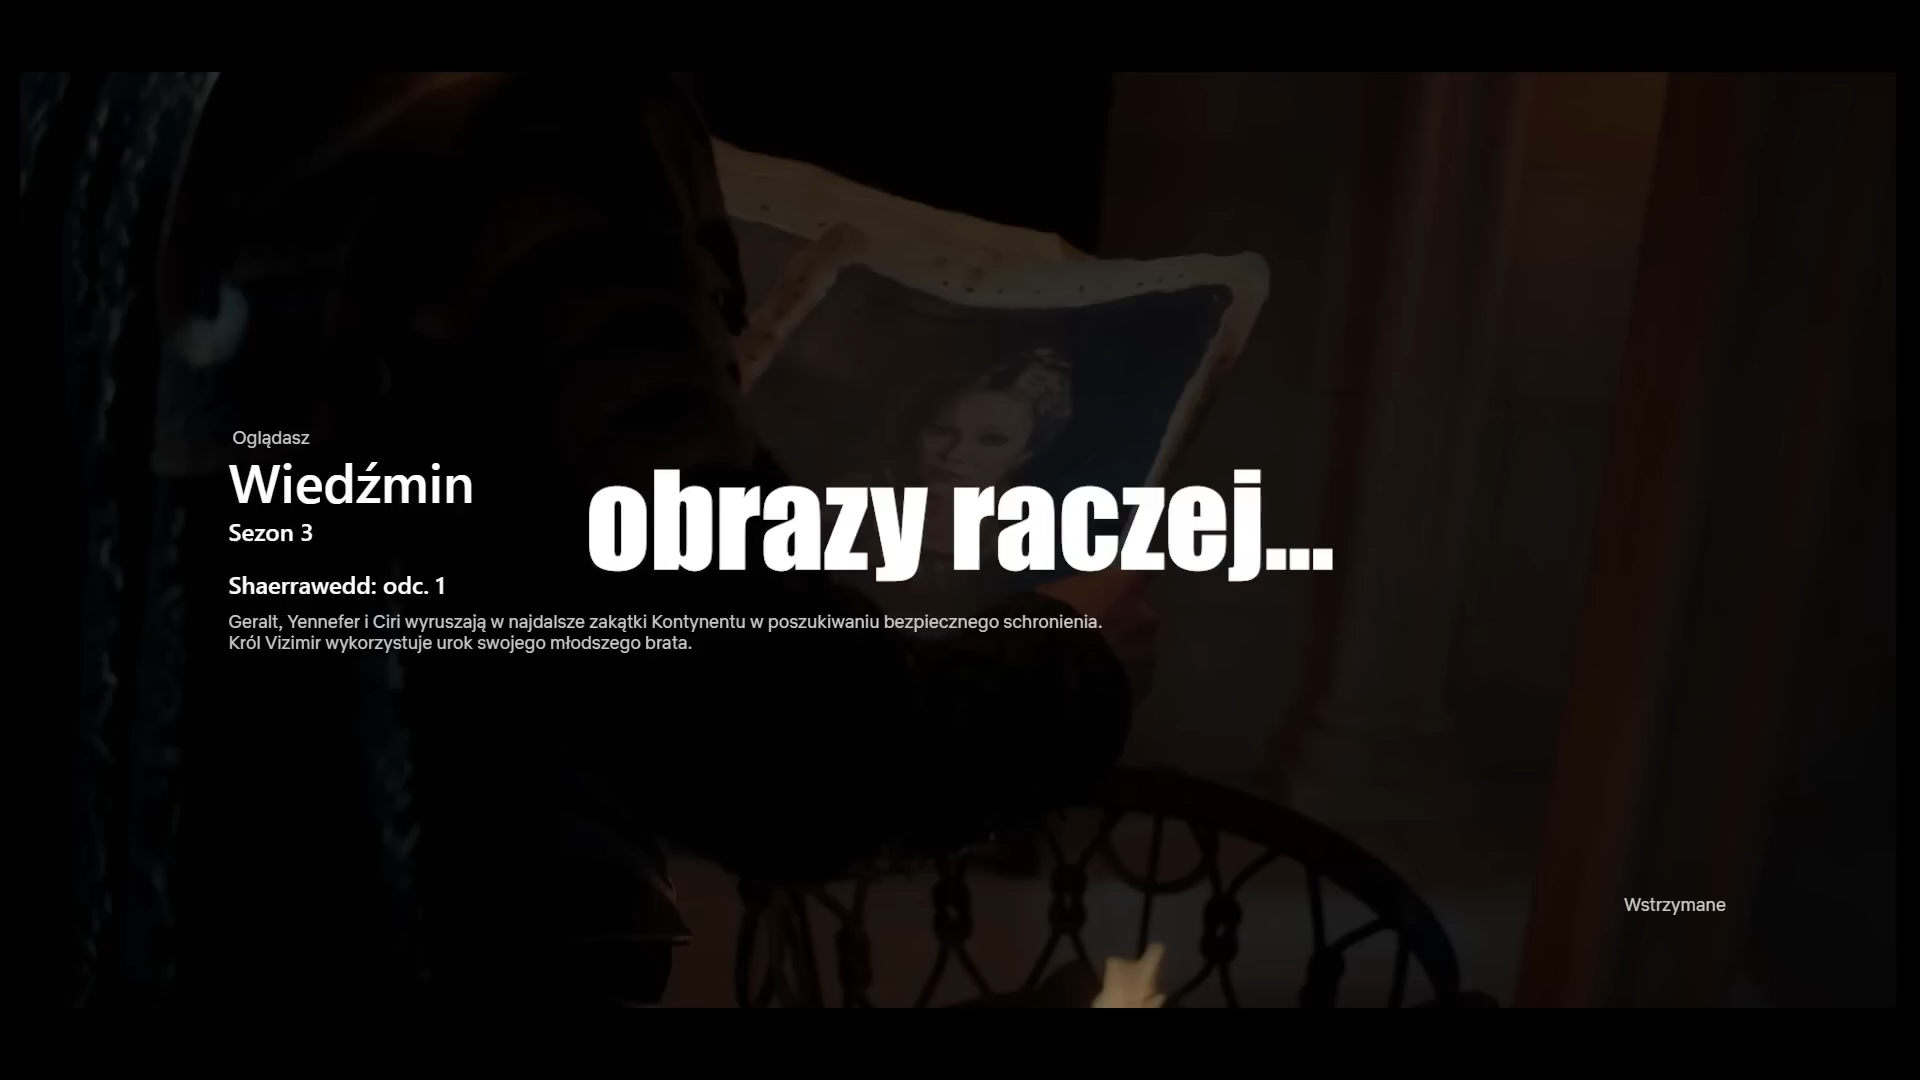 Oglądasz
Wiedźmin
Sezon 3
obrazy raczej...
Shaerrawedd: odc. 1
Geralt, Yennefer i Ciri wyruszają w najdalsze zakątki Kontynentu w poszukiwaniu bezpiecznego schronienia.
Król Vizimir wykorzystuje urok swojego młodszego brata.
Wstrzymane